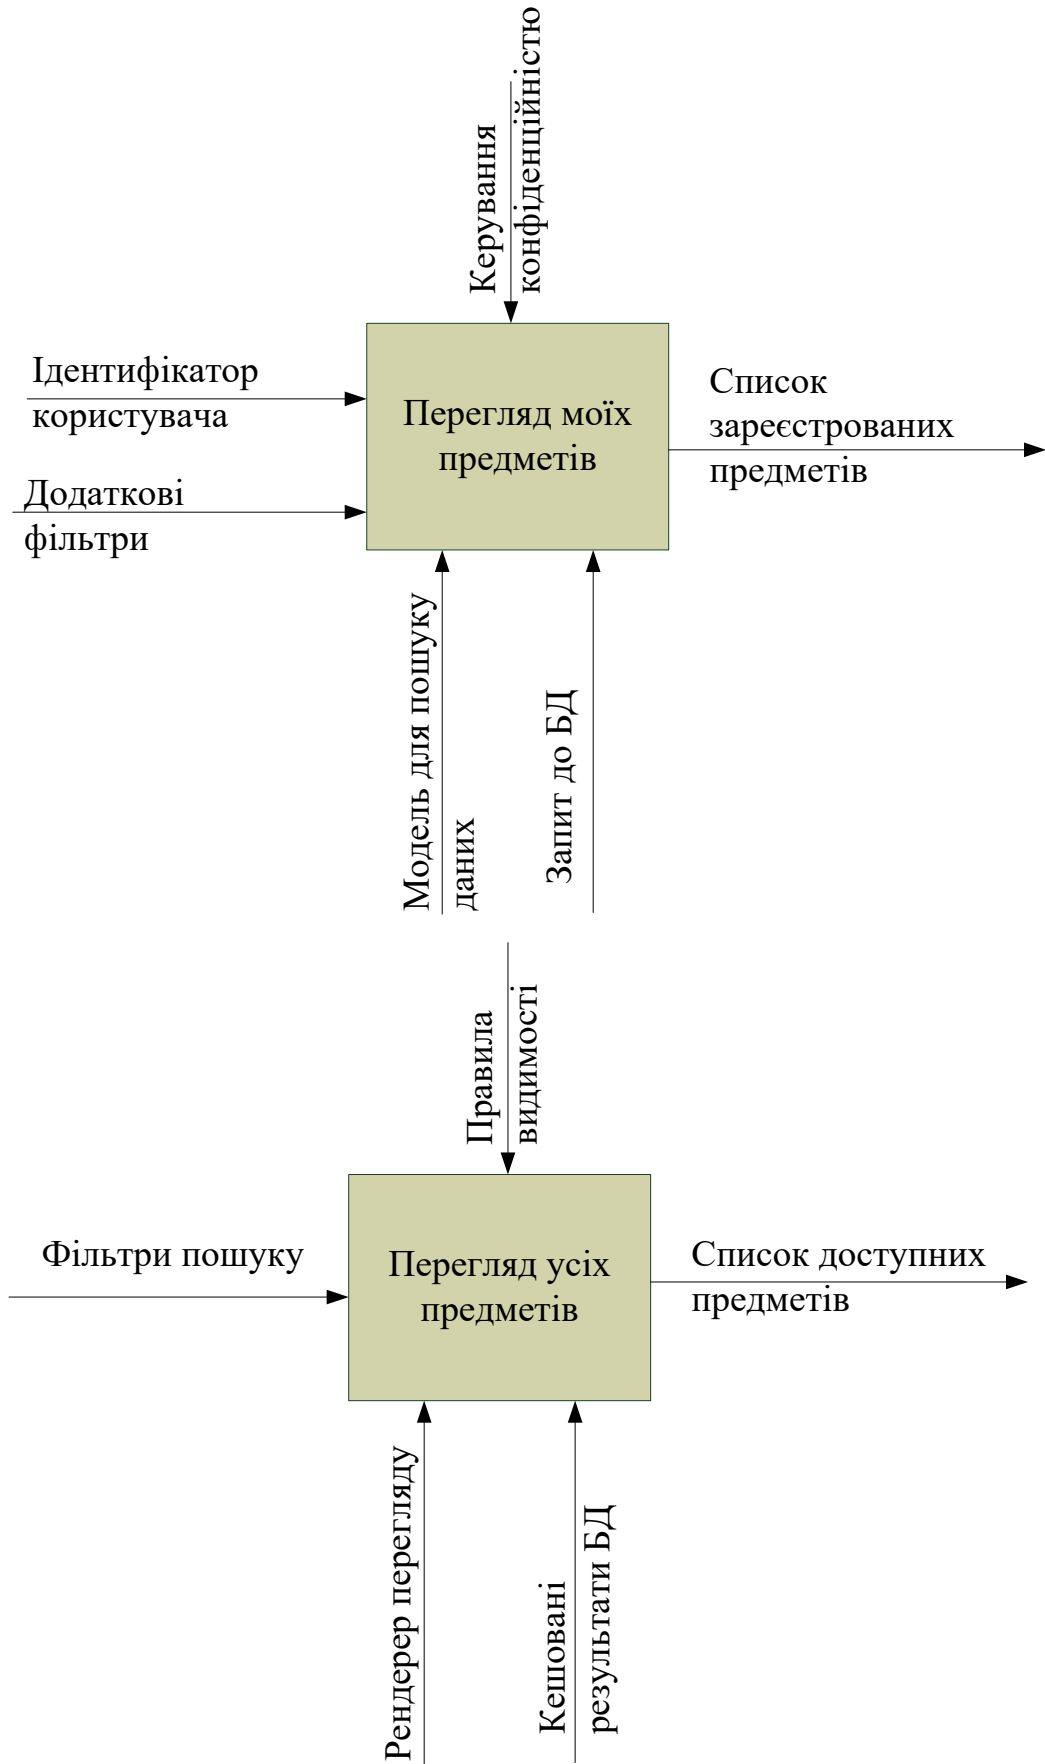 Керування
конфіденційністю
Ідентифікатор
користувача
Додаткові
фільтри
Перегляд моїх
предметів
Список
зареєстрованих
предметів
Модель для пошуку
даних
Запит до БД
Правила
видимості
Фільтри пошуку
Перегляд усіх
предметів
Список доступних
предметів
Рендерер перегляду
Кешовані
результати БД